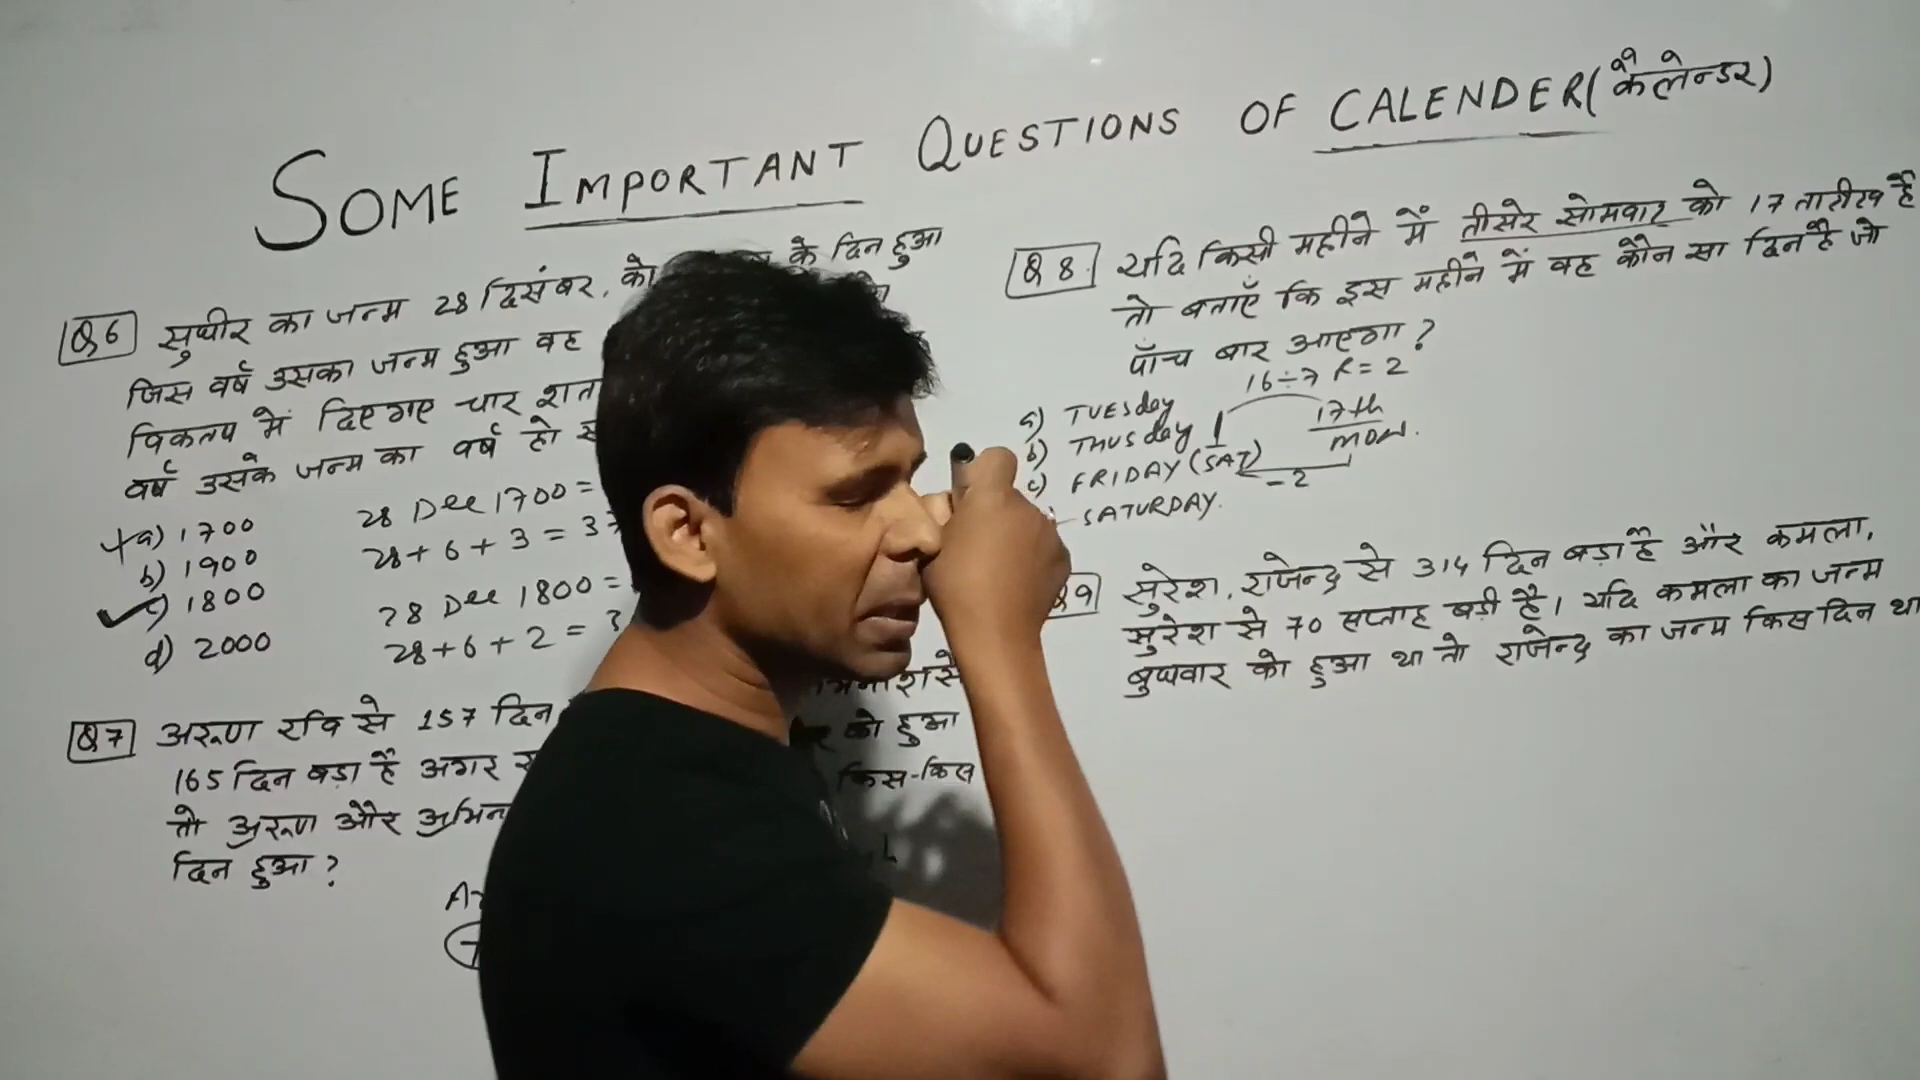 SOME IMPORTANT QUESTIONS OF CALENDER (कैलेन्डर)
Q6 सुधीर का जन्म 28 दिसंबर, को के दिन हुआ
जिस वर्ष उसका जन्म हुआ वह
विकल्प में दिए गए चार
वर्ष उसके जन्म का वर्ष हो
a) 1700
b) 1900
c) 1800
d) 2000
28 Dec 1700 =
28 + 6 + 3 = 3
28 Dec 1800 =
28 + 6 + 2 = 3
Q7 अरूण रवि से 157 दिन
165 दिन बड़ा है अगर को हुआ
तो अरूण और किस-किस
दिन हुआ?
Q8 यदि किसी महीने में तीसरे सोमवार को 17 तारीख है
तो बताएँ कि इस महीने में वह कौन सा दिन है जो
पाँच बार आएगा?
16÷7 R=2
a) TUESday
b) THUSday
c) FRIDAY
SATURDAY.
1
(SAT)
17th
MON.
-2
Q9 सुरेश, राजेन्द्र से 314 दिन बड़ा है और कमला,
सुरेश से 70 सप्ताह बड़ी है। यदि कमला का जन्म
बुधवार को हुआ था तो राजेन्द्र का जन्म किस दिन था